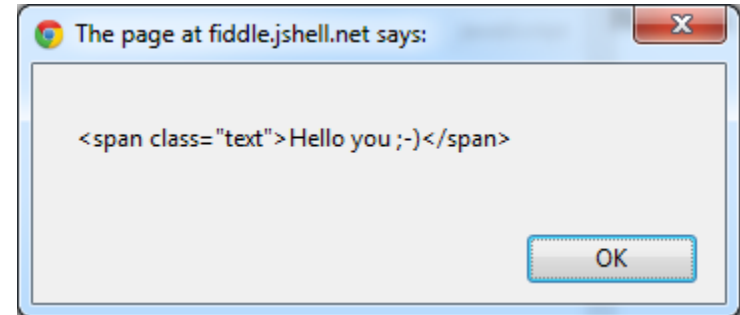 The page at fiddle.jshell.net says:
<span class="text">Hello you ;-)</span>
OK